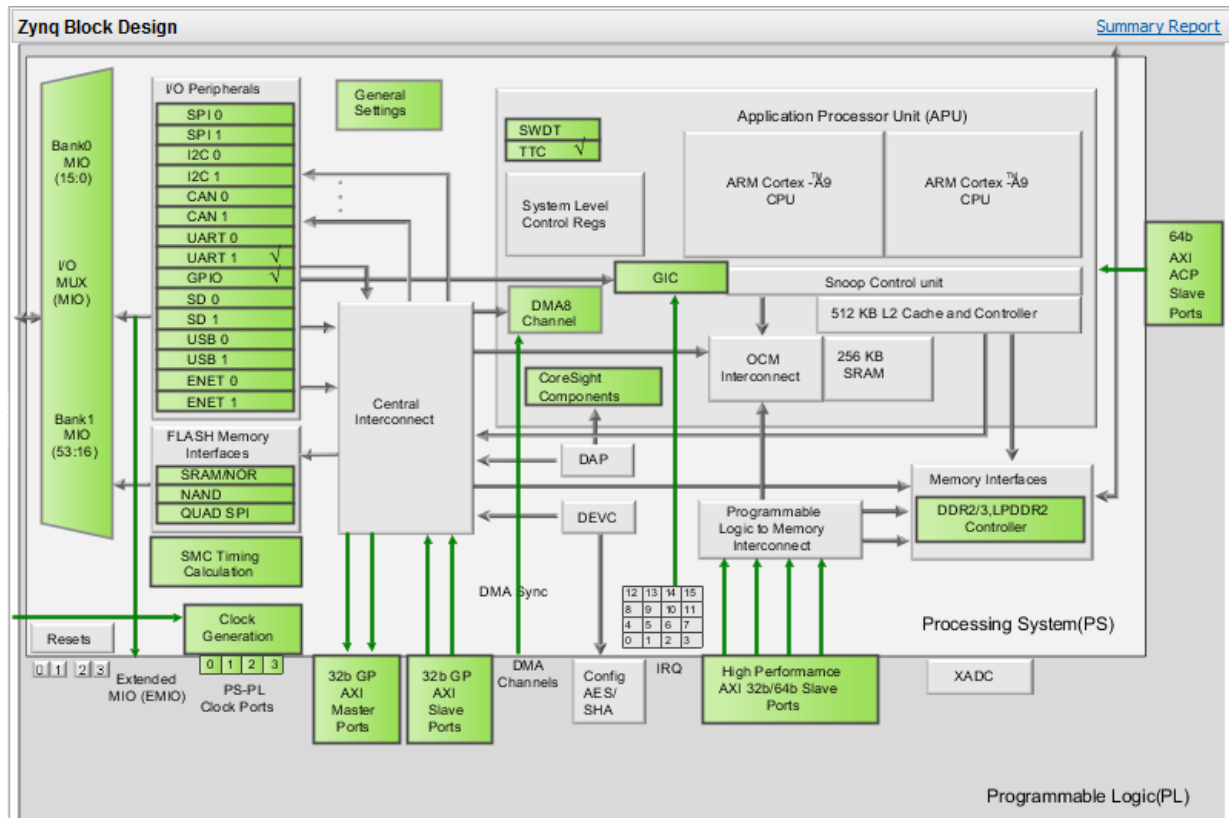 Zynq Block Design
Summary Report
I/O Peripherals
SPI 0
SPI 1
I2C 0
I2C 1
CAN 0
CAN 1
UART 0
UART 1 √
GPIO √
SD 0
SD 1
USB 0
USB 1
ENET 0
ENET 1
Bank0
MIO
(15:0)
I/O
MUX
(MIO)
Bank1
MIO
(53:16)
FLASH Memory
Interfaces
SRAM/NOR
NAND
QUAD SPI
SMC Timing
Calculation
General
Settings
Application Processor Unit (APU)
SWDT
TTC √
System Level
Control Regs
ARM Cortex -A9™
CPU
ARM Cortex -A9™
CPU
GIC
Snoop Control unit
512 KB L2 Cache and Controller
DMA8
Channel
OCM
Interconnect
256 KB
SRAM
CoreSight
Components
Central
Interconnect
DAP
DEVC
Programmable
Logic to Memory
Interconnect
Memory Interfaces
DDR2/3,LPDDR2
Controller
64b
AXI
ACP
Slave
Ports
DMA Sync
12 13 14 15
8 9 10 11
4 5 6 7
0 1 2 3
Processing System(PS)
Resets
0 1 2 3
Clock
Generation
0 1 2 3
Extended
MIO (EMIO)
PS-PL
Clock Ports
32b GP
AXI
Master
Ports
32b GP
AXI
Slave
Ports
DMA
Channels
Config
AES/
SHA
IRQ
High Performamce
AXI 32b/64b Slave
Ports
XADC
Programmable Logic(PL)